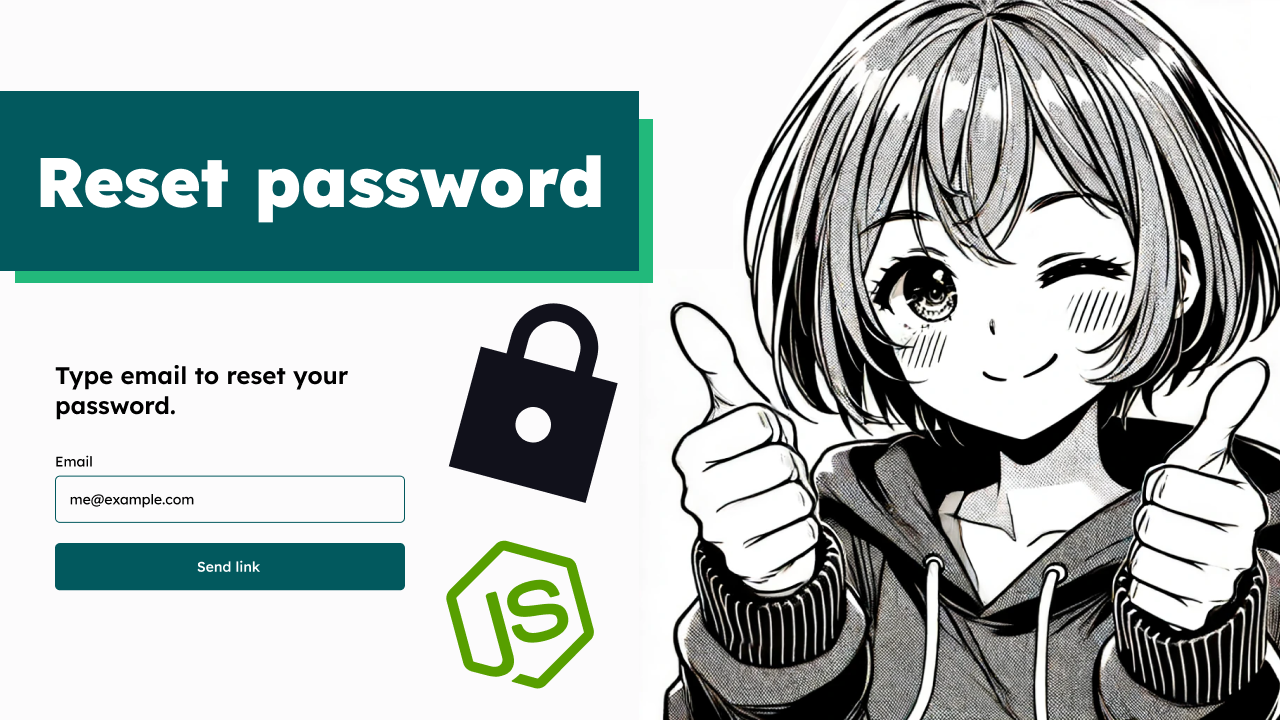 Reset password
Type email to reset your
password.
Email
me@example.com
Send link
JS